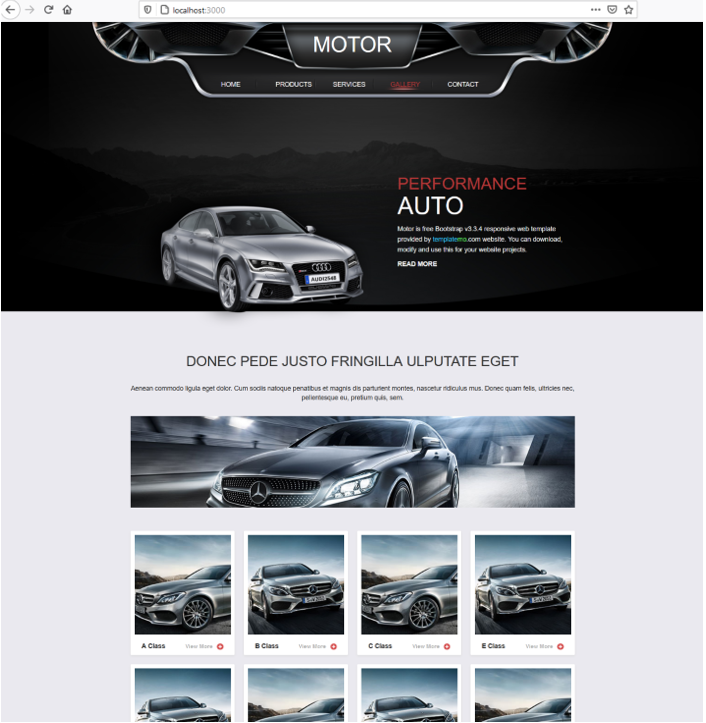 localhost:3000
MOTOR
HOME PRODUCTS SERVICES GALLERY CONTACT
PERFORMANCE
AUTO
Motor is free Bootstrap v3.3.4 responsive web template
provided by templatemo.com website. You can download,
modify and use this for your website projects.
READ MORE
AUD12548
DONEC PEDE JUSTO FRINGILLA ULPUTATE EGET
Aenean commodo ligula eget dolor. Cum sociis natoque penatibus et magnis dis parturient montes, nascetur ridiculus mus. Donec quam felis, ultricies nec,
pellentesque eu, pretium quis, sem.
A Class View More
B Class View More
C Class View More
E Class View More